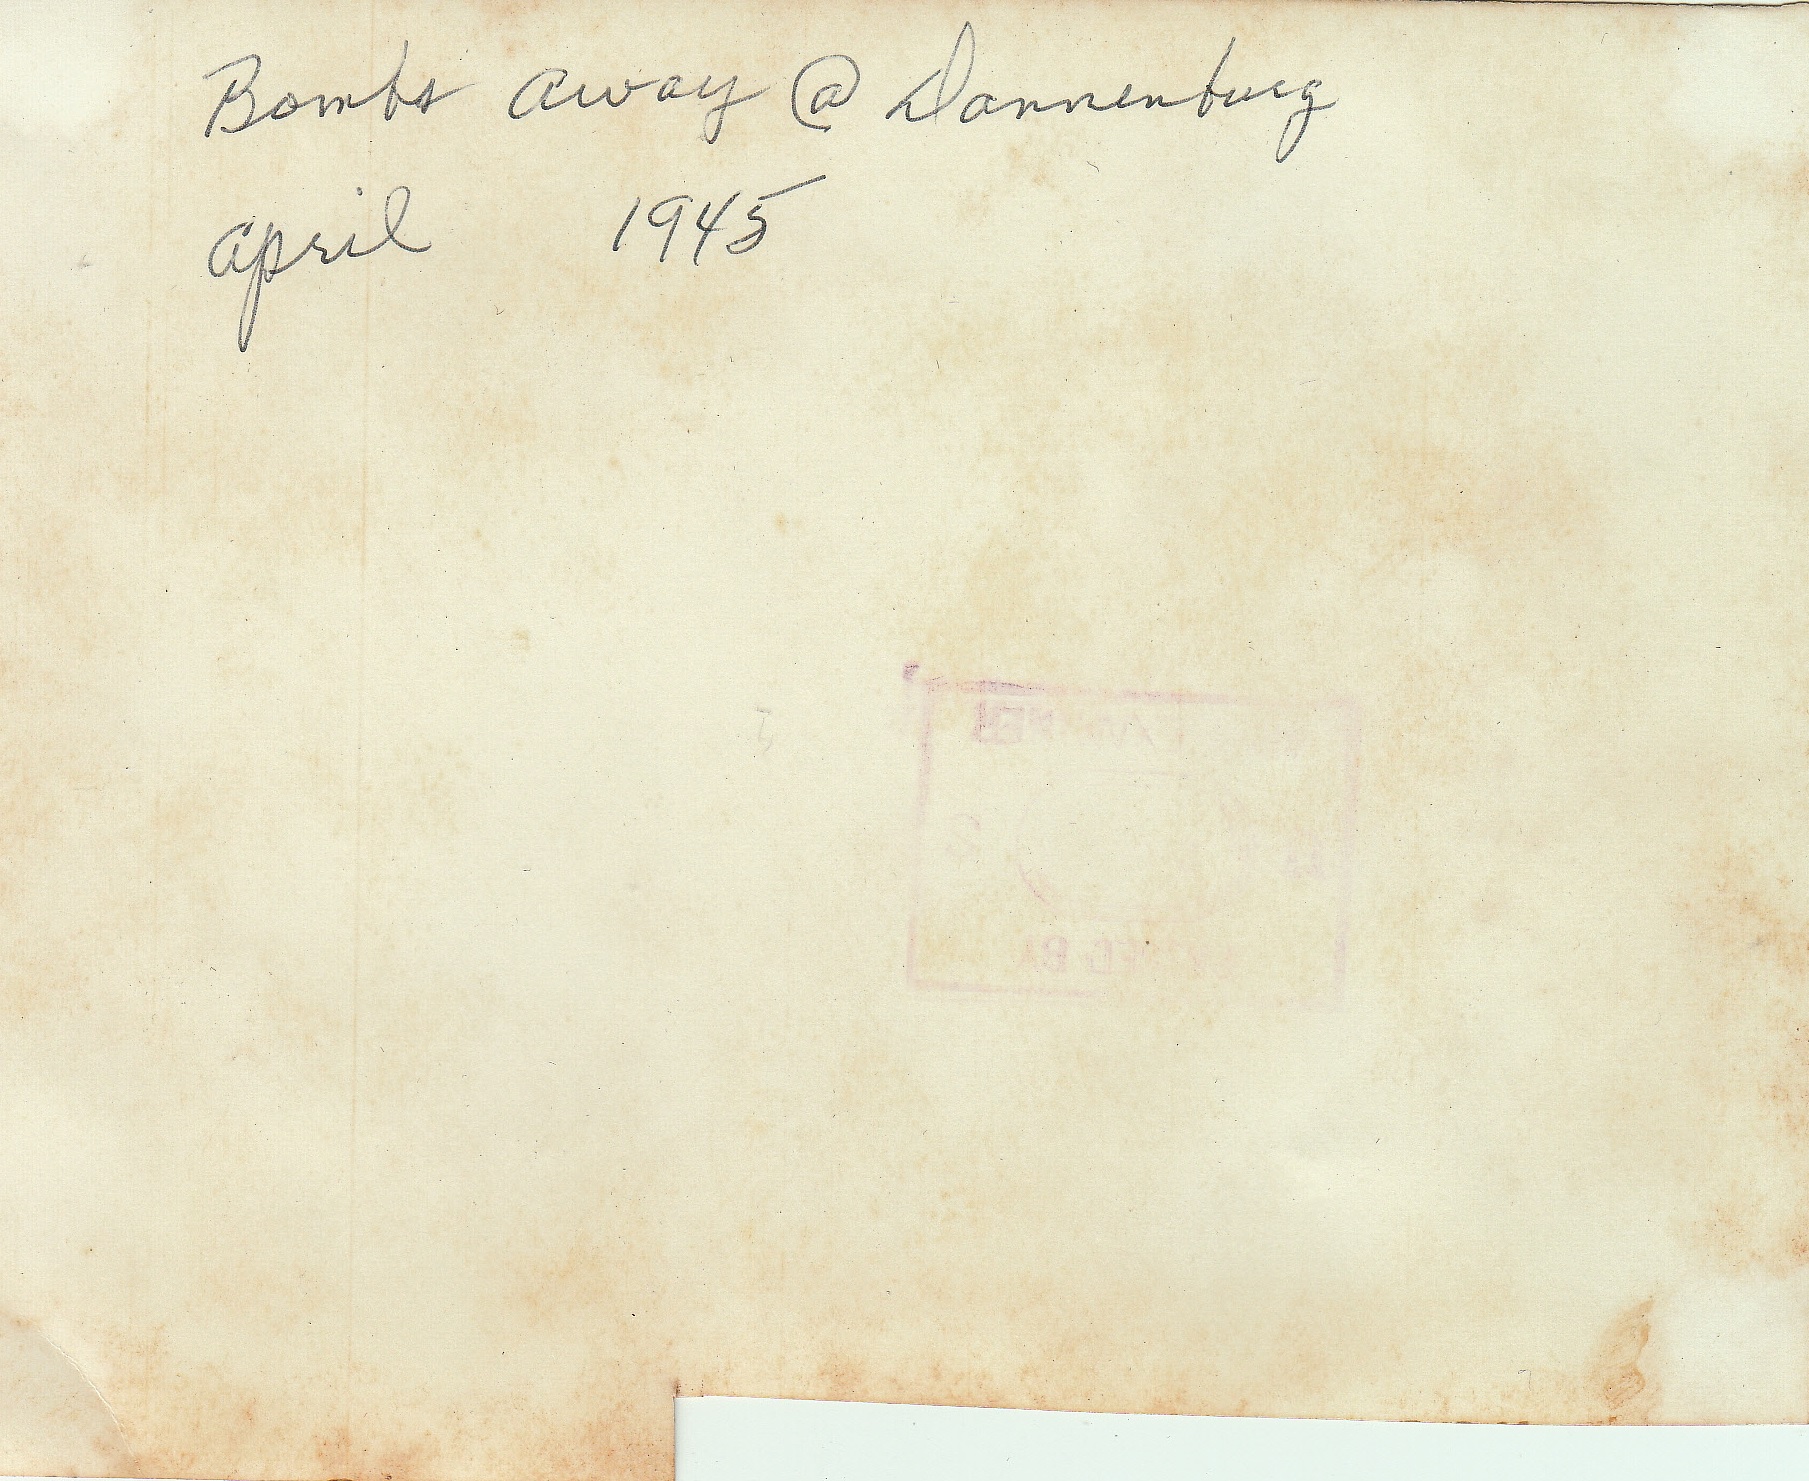 Bombs away @ Dannenburg
april 1945